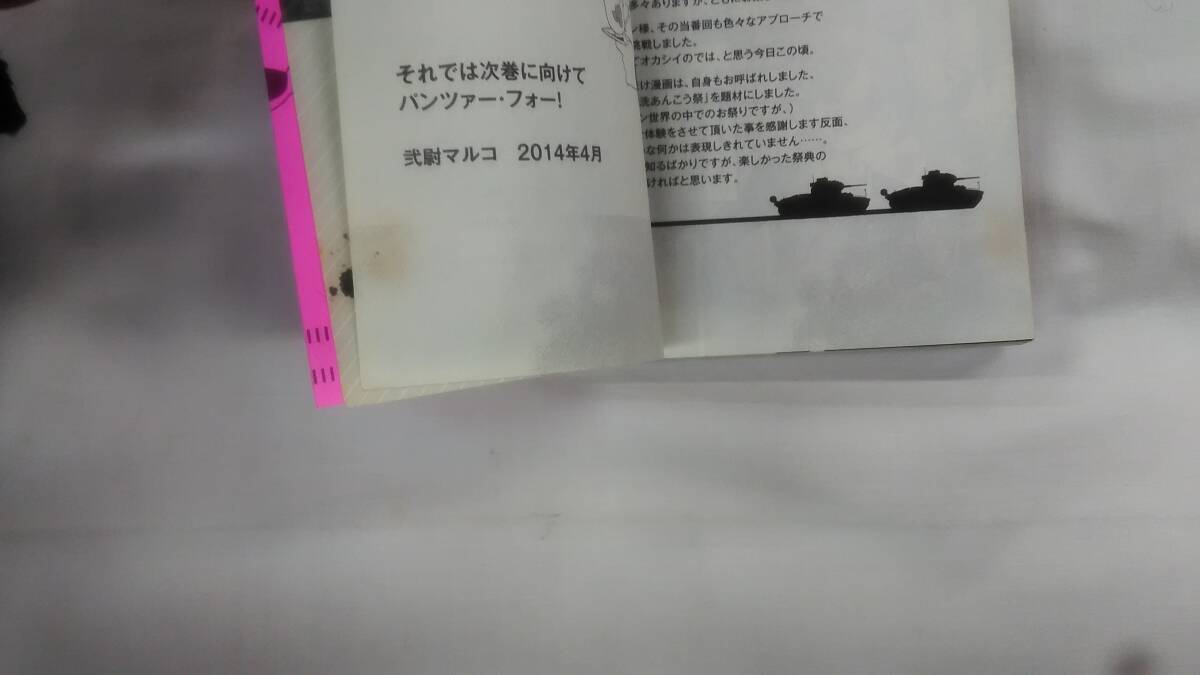 多々ありますが、
ン様、その当番回も色々なアプローチで
挑戦しました。
てオカシイのでは、と思う今日この頃。
け漫画は、自身もお呼ばれしました、
洗あんこう祭」を題材にしました。
ン世界の中でのお祭りですが、）
体験をさせて頂いた事を感謝します反面、
な何かは表現しきれていません……。
知るばかりですが、楽しかった祭典の
ければと思います。
それでは次巻に向けて
パンツァー・フォー！
弐尉マルコ　2014年4月